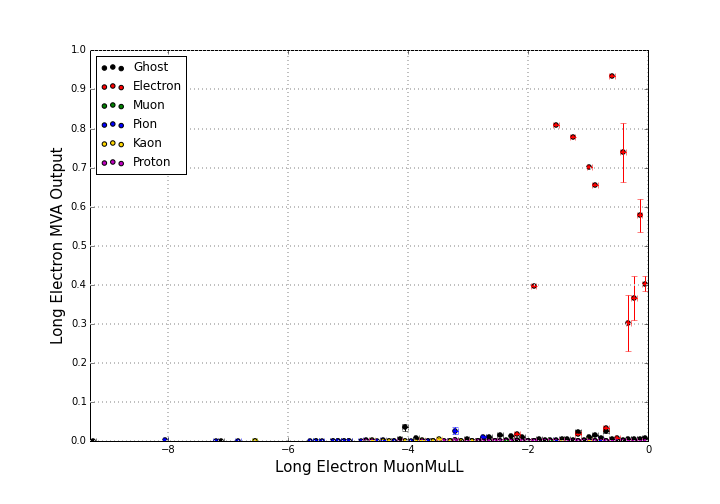 1.0
0.9
0.8
0.7
0.6
0.5
0.4
0.3
0.2
0.1
0.0
Long Electron MVA Output
Ghost
Electron
Muon
Pion
Kaon
Proton
−8
−6
−4
−2
0
Long Electron MuonMuLL